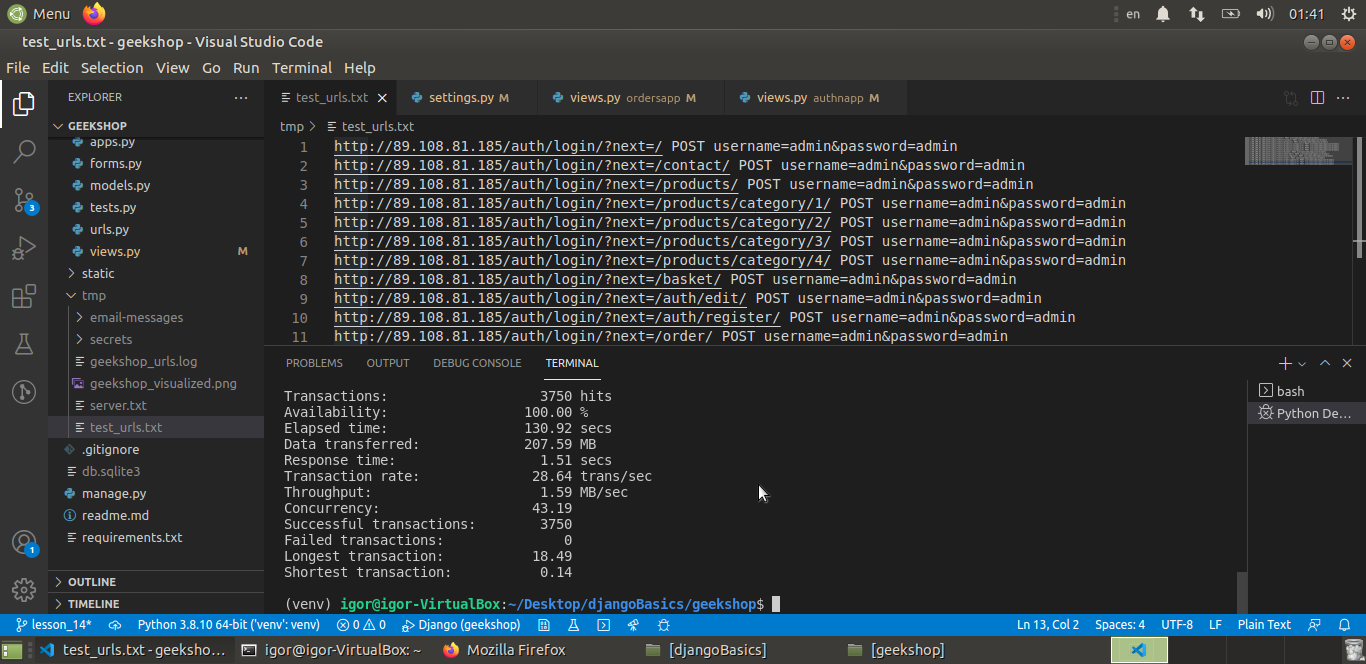 Menu
en
01:41
test_urls.txt - geekshop - Visual Studio Code
File Edit Selection View Go Run Terminal Help
EXPLORER
GEEKSHOP
apps.py
forms.py
models.py
tests.py
urls.py
views.py M
static
tmp
email-messages
secrets
geekshop_urls.log
geekshop_visualized.png
server.txt
test_urls.txt
.gitignore
db.sqlite3
manage.py
readme.md
requirements.txt
OUTLINE
TIMELINE
3
1
test_urls.txt
settings.py M
views.py ordersapp M
views.py authnapp M
tmp > test_urls.txt
1 http://89.108.81.185/auth/login/?next=/ POST username=admin&password=admin
2 http://89.108.81.185/auth/login/?next=/contact/ POST username=admin&password=admin
3 http://89.108.81.185/auth/login/?next=/products/ POST username=admin&password=admin
4 http://89.108.81.185/auth/login/?next=/products/category/1/ POST username=admin&password=admin
5 http://89.108.81.185/auth/login/?next=/products/category/2/ POST username=admin&password=admin
6 http://89.108.81.185/auth/login/?next=/products/category/3/ POST username=admin&password=admin
7 http://89.108.81.185/auth/login/?next=/products/category/4/ POST username=admin&password=admin
8 http://89.108.81.185/auth/login/?next=/basket/ POST username=admin&password=admin
9 http://89.108.81.185/auth/login/?next=/auth/edit/ POST username=admin&password=admin
10 http://89.108.81.185/auth/login/?next=/auth/register/ POST username=admin&password=admin
11 http://89.108.81.185/auth/login/?next=/order/ POST username=admin&password=admin
PROBLEMS OUTPUT DEBUG CONSOLE TERMINAL
Transactions: 3750 hits
Availability: 100.00 %
Elapsed time: 130.92 secs
Data transferred: 207.59 MB
Response time: 1.51 secs
Transaction rate: 28.64 trans/sec
Throughput: 1.59 MB/sec
Concurrency: 43.19
Successful transactions: 3750
Failed transactions: 0
Longest transaction: 18.49
Shortest transaction: 0.14
(venv) igor@igor-VirtualBox:~/Desktop/djangoBasics/geekshop$
bash
Python De...
lesson_14* Python 3.8.10 64-bit ('venv': venv) 0 0 Django (geekshop) Ln 13, Col 2 Spaces: 4 UTF-8 LF Plain Text
test_urls.txt - geeksho... igor@igor-VirtualBox: ~ Mozilla FireFox [djangoBasics] [geekshop]